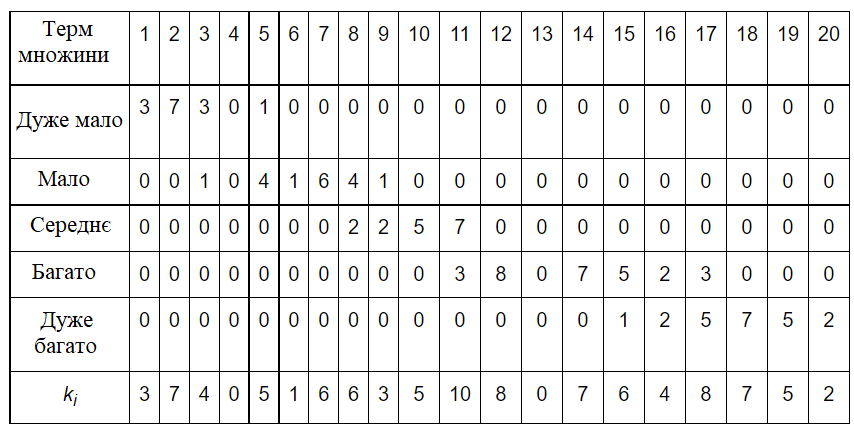 Терм множини 1 2 3 4 5 6 7 8 9 10 11 12 13 14 15 16 17 18 19 20
Дуже мало 3 7 3 0 1 0 0 0 0 0 0 0 0 0 0 0 0 0 0 0
Мало 0 0 1 0 4 1 6 4 1 0 0 0 0 0 0 0 0 0 0 0
Середнє 0 0 0 0 0 0 0 2 2 5 7 0 0 0 0 0 0 0 0 0
Багато 0 0 0 0 0 0 0 0 0 0 3 8 0 7 5 2 3 0 0 0
Дуже багато 0 0 0 0 0 0 0 0 0 0 0 0 0 0 1 2 5 7 5 2
ki 3 7 4 0 5 1 6 6 3 5 10 8 0 7 6 4 8 7 5 2